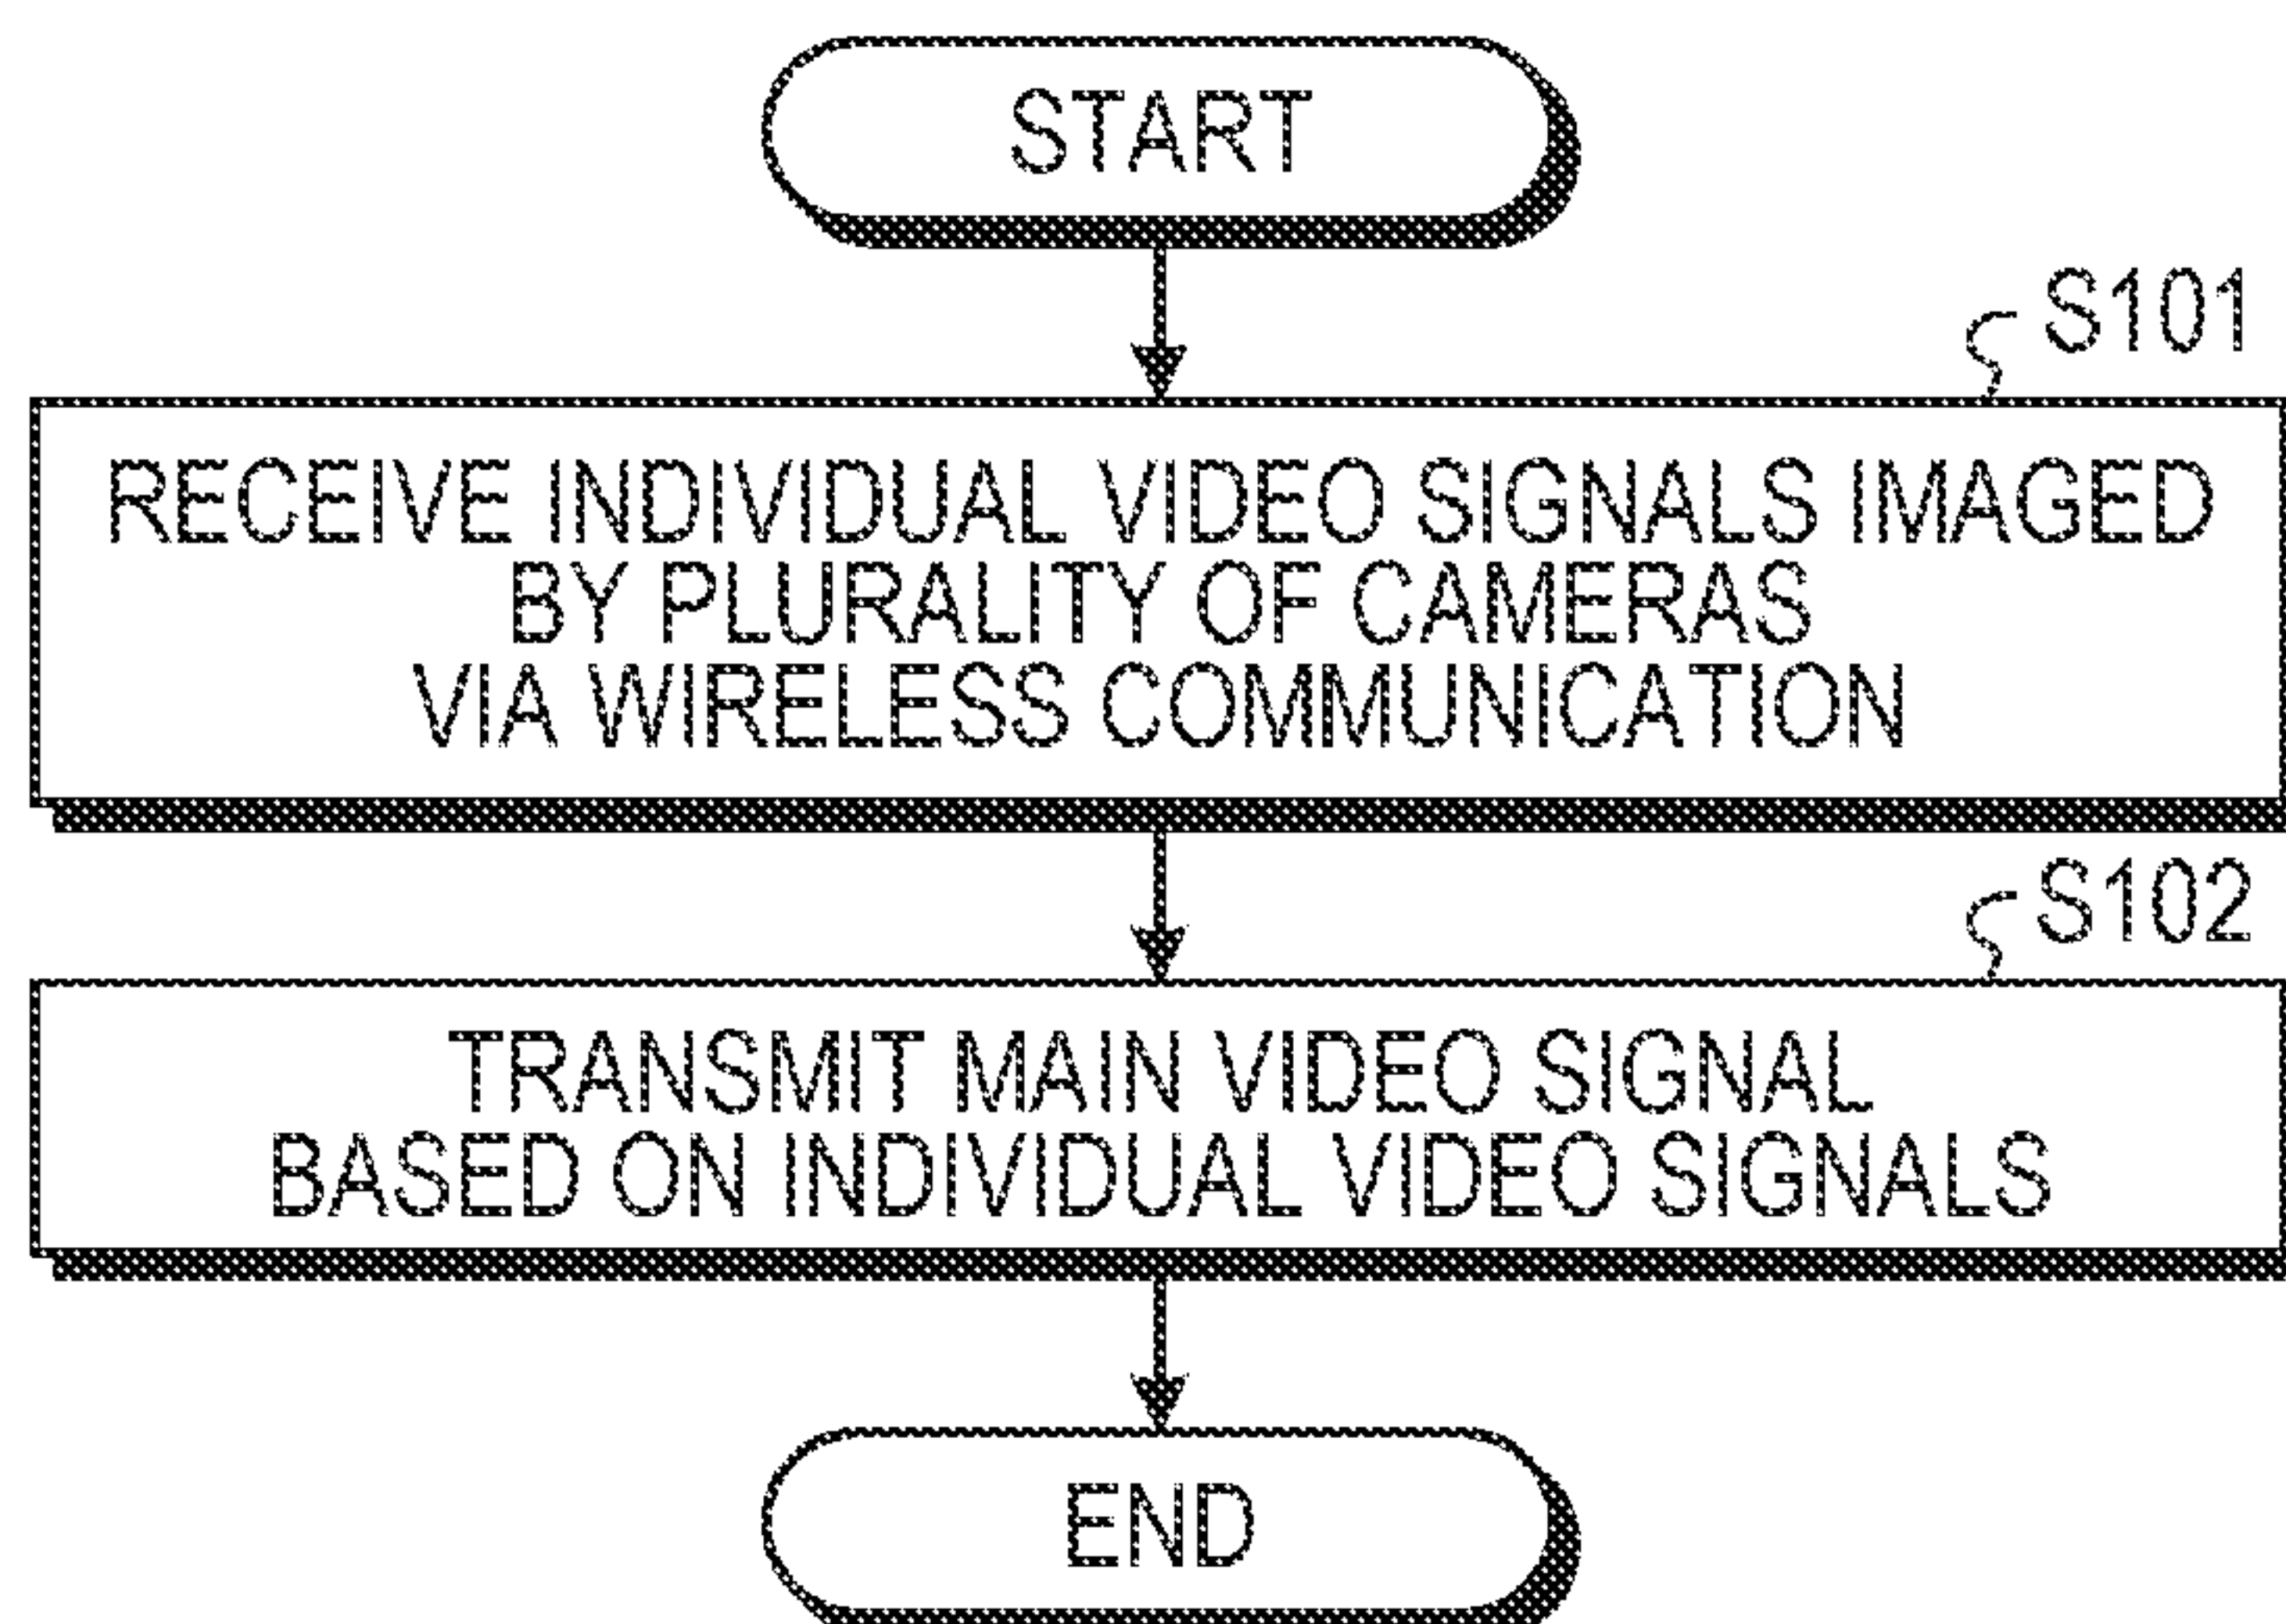 START
S101
RECEIVE INDIVIDUAL VIDEO SIGNALS IMAGED
BY PLURALITY OF CAMERAS
VIA WIRELESS COMMUNICATION
S102
TRANSMIT MAIN VIDEO SIGNAL
BASED ON INDIVIDUAL VIDEO SIGNALS
END